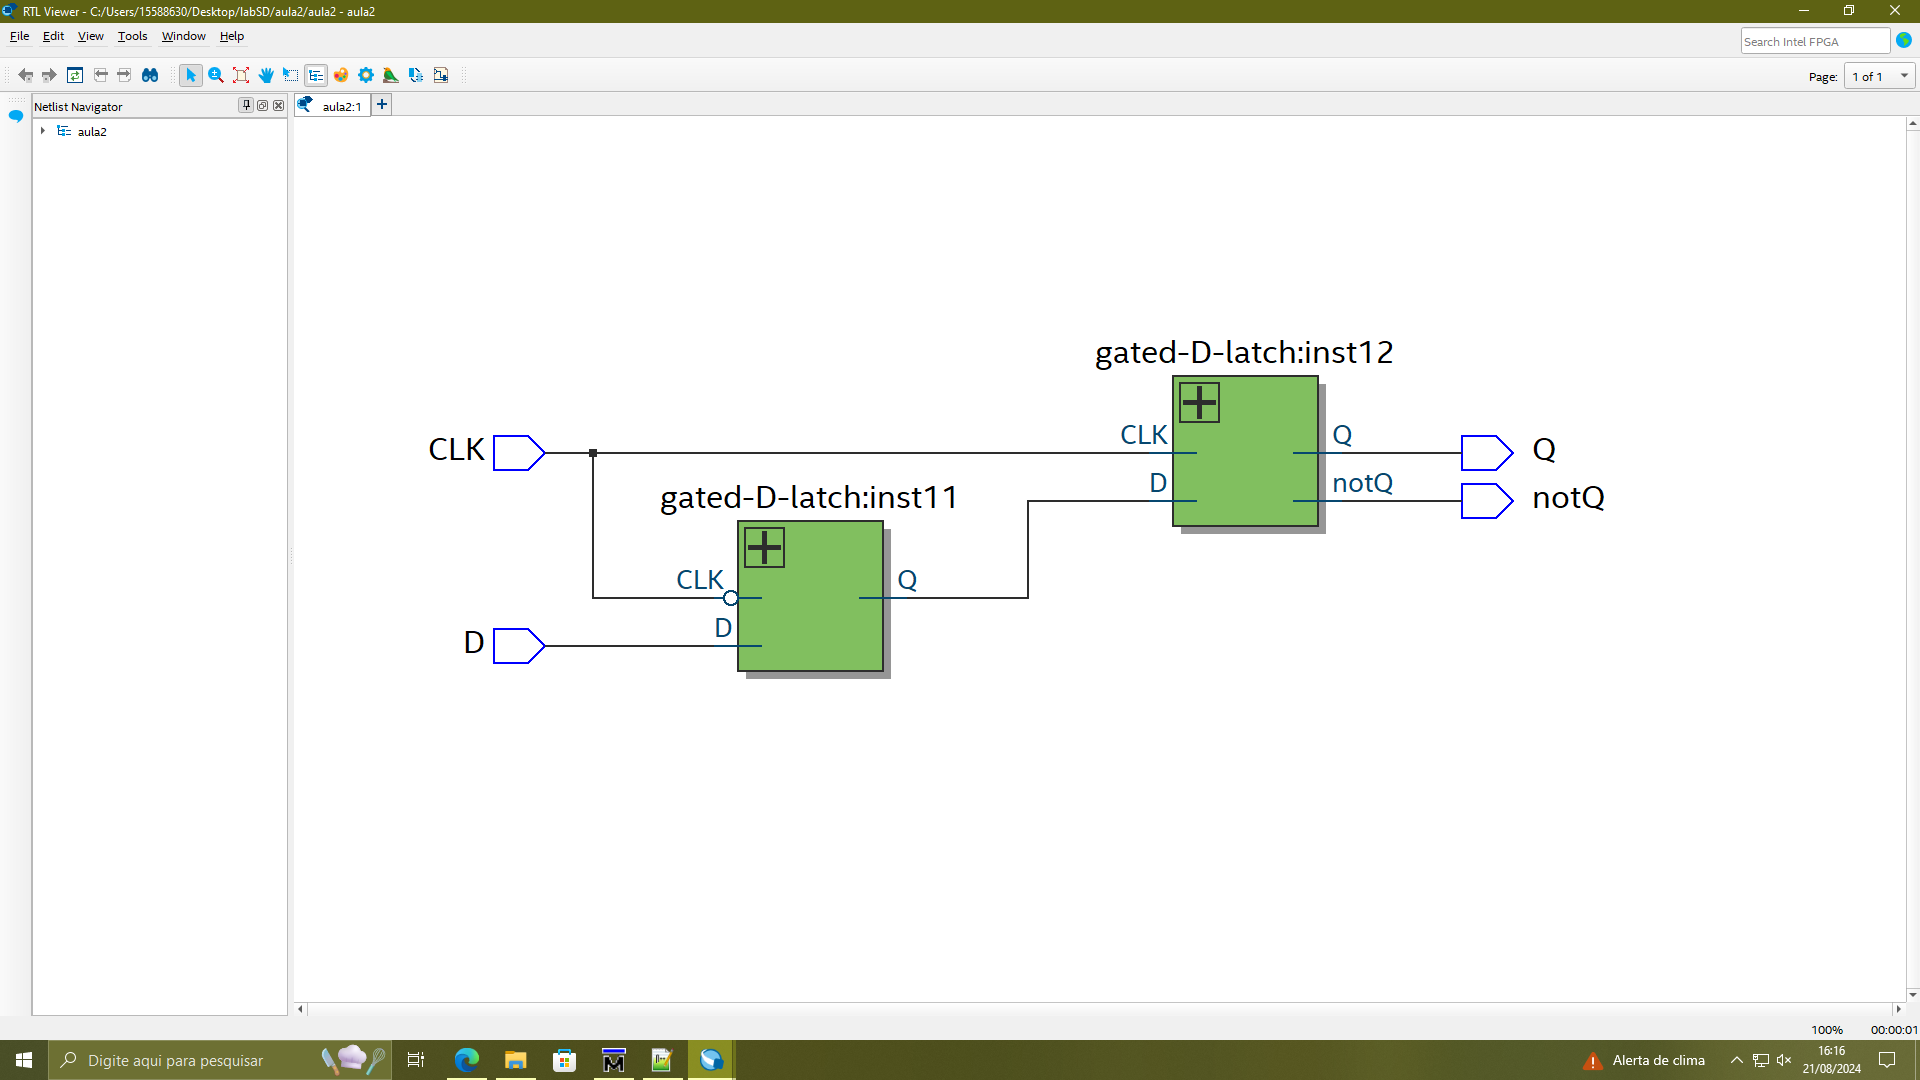 RTL Viewer - C:/Users/15588630/Desktop/labSD/aula2/aula2 - aula2
File Edit View Tools Window Help
Search Intel FPGA
Page: 1 of 1
Netlist Navigator
aula2:1
aula2
gated-D-latch:inst12
CLK
CLK
Q
Q
D
notQ
notQ
gated-D-latch:inst11
CLK
Q
D
D
100% 00:00:01
Digite aqui para pesquisar
Alerta de clima
16:16
21/08/2024